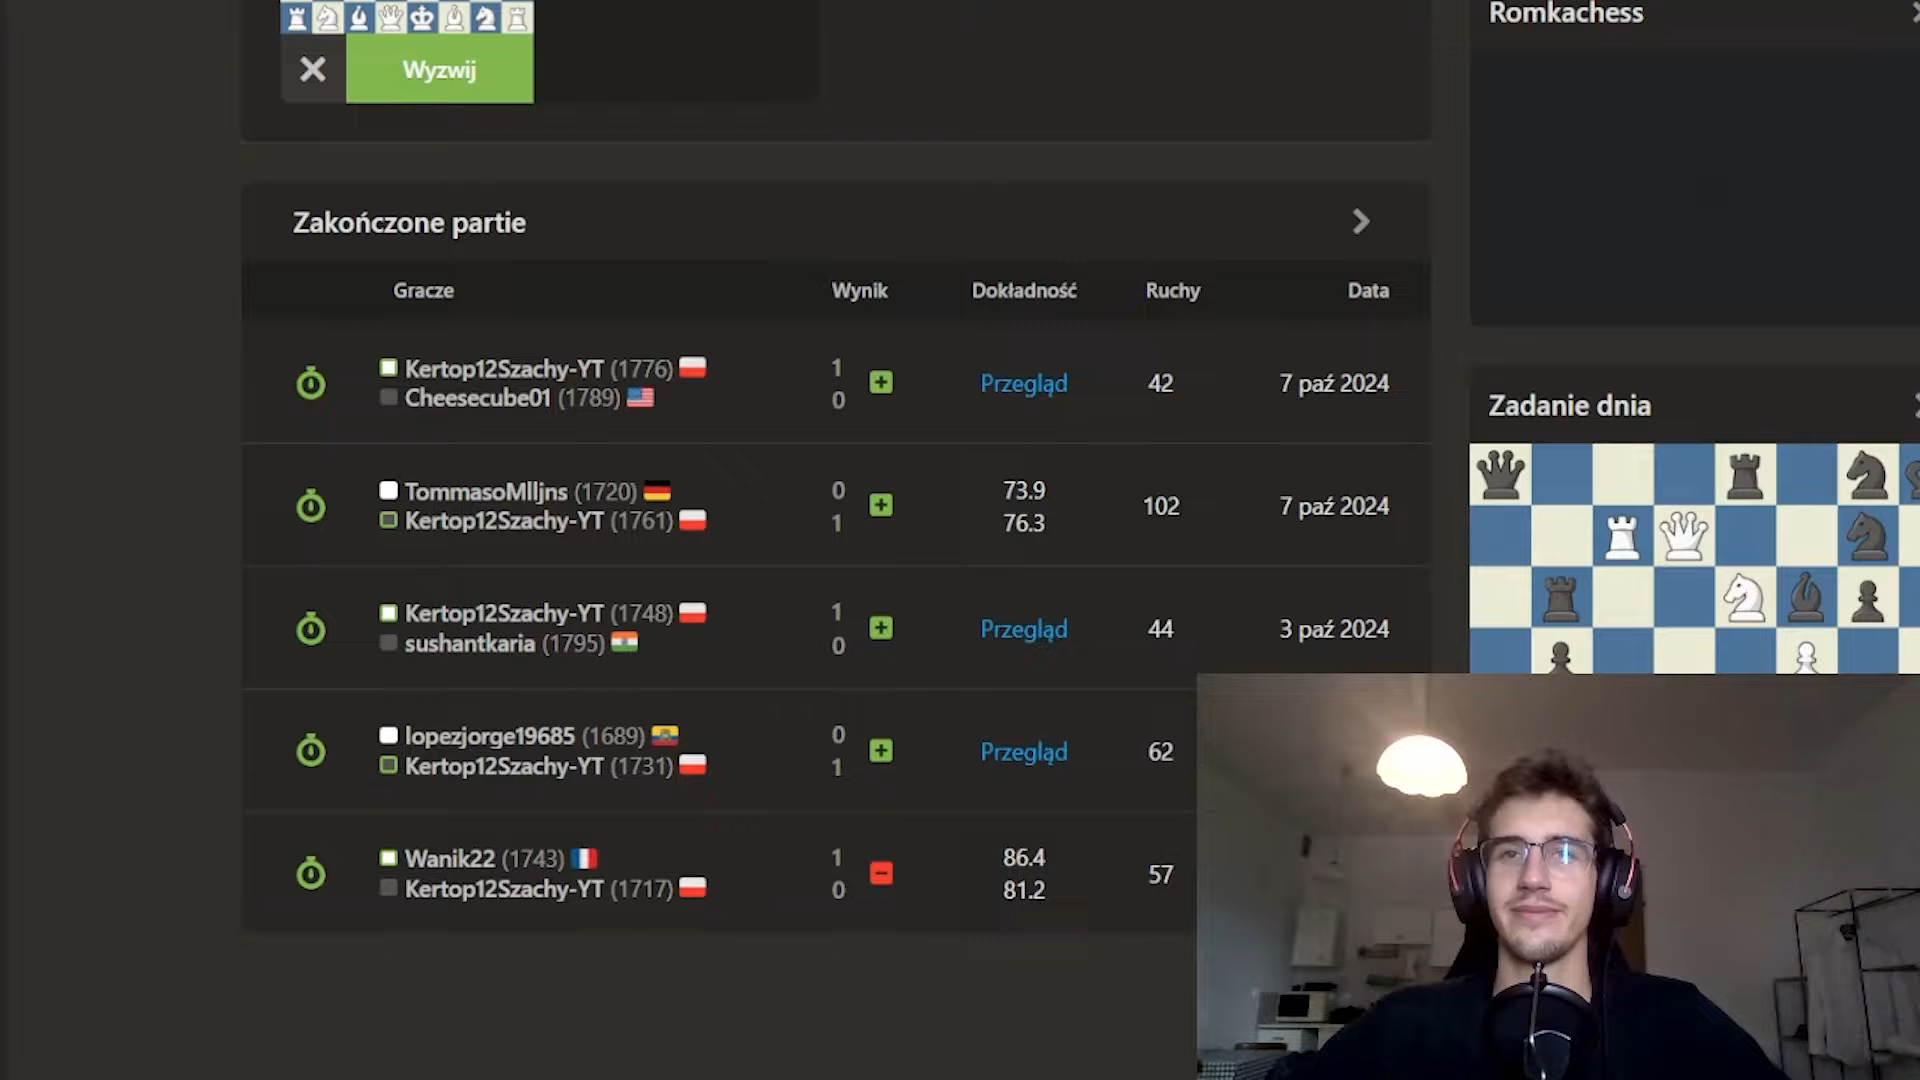 Romkachess
Wyzwij
Zakończone partie
Gracze Wynik Dokładność Ruchy Data
Kertop12Szachy-YT (1776) 1
Cheesecube01 (1789) 0
Przegląd 42 7 paź 2024
TommasoMlljns (1720) 0 73.9
Kertop12Szachy-YT (1761) 1 76.3
102 7 paź 2024
Kertop12Szachy-YT (1748) 1
sushantkaria (1795) 0
Przegląd 44 3 paź 2024
lopezjorge19685 (1689) 0
Kertop12Szachy-YT (1731) 1
Przegląd 62
Wanik22 (1743) 1 86.4
Kertop12Szachy-YT (1717) 0 81.2
57
Zadanie dnia